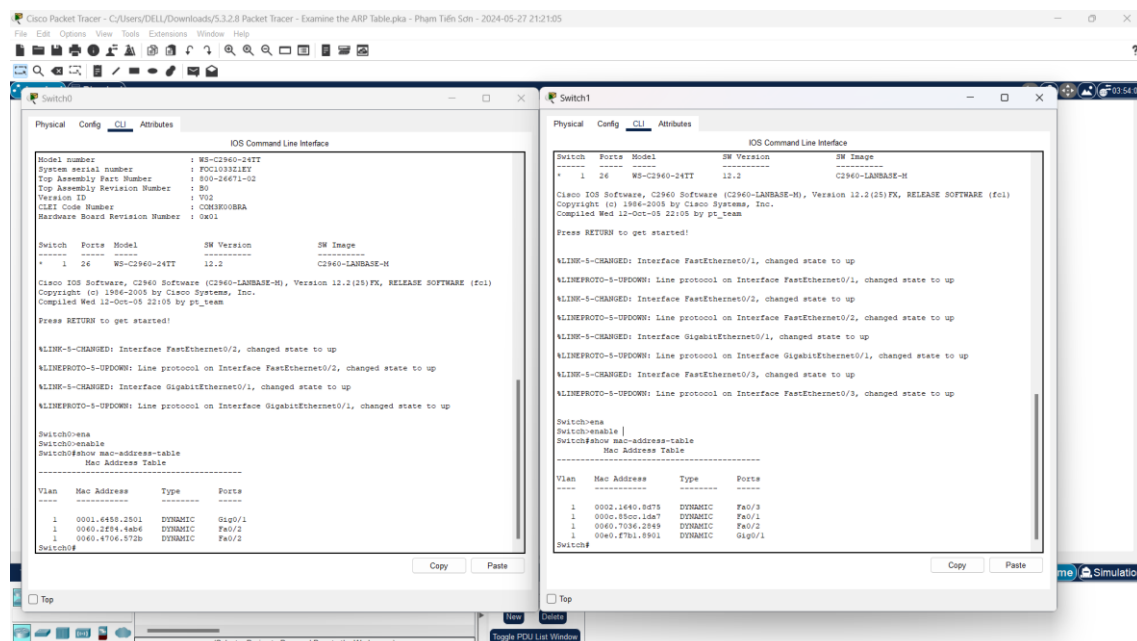 Cisco Packet Tracer - C:/Users/DELL/Downloads/5.3.2.8 Packet Tracer - Examine the ARP Table.pka - Phạm Tiến Sơn - 2024-05-27 21:21:05
File Edit Options View Tools Extensions Window Help
Switch0
Physical Config CLI Attributes
IOS Command Line Interface
Model number : WS-C2960-24TT
System serial number : FOC1033Z1EY
Top Assembly Part Number : 800-26671-02
Top Assembly Revision Number : B0
Version ID : V02
CLEI Code Number : COM3K00BRA
Hardware Board Revision Number : 0x01
Switch Ports Model SW Version SW Image
------ ----- ----- ---------- ----------
* 1 26 WS-C2960-24TT 12.2 C2960-LANBASE-M
Cisco IOS Software, C2960 Software (C2960-LANBASE-M), Version 12.2(25)FX, RELEASE SOFTWARE (fc1)
Copyright (c) 1986-2005 by Cisco Systems, Inc.
Compiled Wed 12-Oct-05 22:05 by pt_team
Press RETURN to get started!
%LINK-5-CHANGED: Interface FastEthernet0/2, changed state to up
%LINEPROTO-5-UPDOWN: Line protocol on Interface FastEthernet0/2, changed state to up
%LINK-5-CHANGED: Interface GigabitEthernet0/1, changed state to up
%LINEPROTO-5-UPDOWN: Line protocol on Interface GigabitEthernet0/1, changed state to up
Switch0>ena
Switch0>enable
Switch0#show mac-address-table
Mac Address Table
-------------------------------------------
Vlan Mac Address Type Ports
---- ----------- -------- -----
1 0001.6458.2501 DYNAMIC Gig0/1
1 0060.2f84.4ab6 DYNAMIC Fa0/2
1 0060.4706.572b DYNAMIC Fa0/2
Switch0#
Copy Paste
Top
Switch1
Physical Config CLI Attributes
IOS Command Line Interface
Switch Ports Model SW Version SW Image
------ ----- ----- ---------- ----------
* 1 26 WS-C2960-24TT 12.2 C2960-LANBASE-M
Cisco IOS Software, C2960 Software (C2960-LANBASE-M), Version 12.2(25)FX, RELEASE SOFTWARE (fc1)
Copyright (c) 1986-2005 by Cisco Systems, Inc.
Compiled Wed 12-Oct-05 22:05 by pt_team
Press RETURN to get started!
%LINK-5-CHANGED: Interface FastEthernet0/1, changed state to up
%LINEPROTO-5-UPDOWN: Line protocol on Interface FastEthernet0/1, changed state to up
%LINK-5-CHANGED: Interface FastEthernet0/2, changed state to up
%LINEPROTO-5-UPDOWN: Line protocol on Interface FastEthernet0/2, changed state to up
%LINK-5-CHANGED: Interface GigabitEthernet0/1, changed state to up
%LINEPROTO-5-UPDOWN: Line protocol on Interface GigabitEthernet0/1, changed state to up
%LINK-5-CHANGED: Interface FastEthernet0/3, changed state to up
%LINEPROTO-5-UPDOWN: Line protocol on Interface FastEthernet0/3, changed state to up
Switch>ena
Switch>enable
Switch#show mac-address-table
Mac Address Table
-------------------------------------------
Vlan Mac Address Type Ports
---- ----------- -------- -----
1 0002.1640.8d75 DYNAMIC Fa0/3
1 000c.85cc.1da7 DYNAMIC Fa0/1
1 0060.7036.2849 DYNAMIC Fa0/2
1 00e0.f7b1.8901 DYNAMIC Gig0/1
Switch#
Copy Paste
Top
03:54:0
me Simulatio
New Delete
Toggle PDU List Window